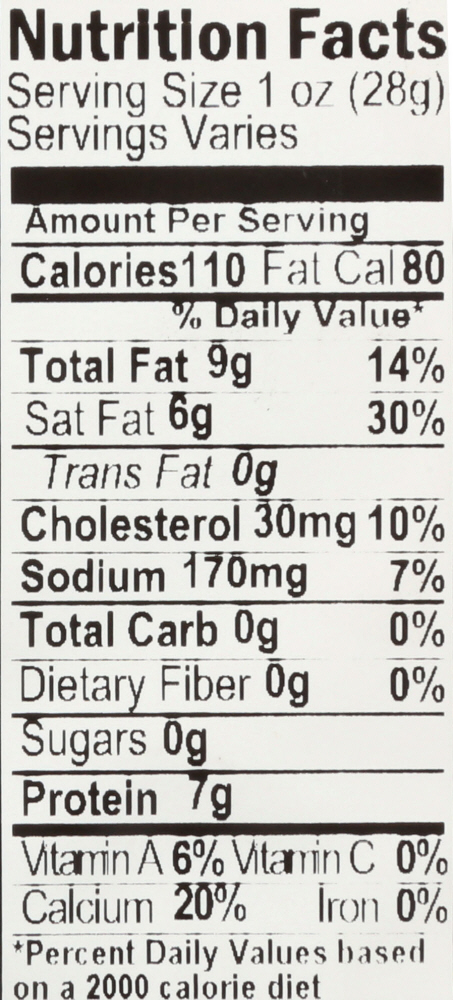 Nutrition Facts
Serving Size 1 oz (28g)
Servings Varies
Amount Per Serving
Calories110 Fat Cal 80
% Daily Value*
Total Fat 9g 14%
Sat Fat 6g 30%
Trans Fat 0g
Cholesterol 30mg 10%
Sodium 170mg 7%
Total Carb 0g 0%
Dietary Fiber 0g 0%
Sugars 0g
Protein 7g
Vitamin A 6% Vitamin C 0%
Calcium 20% Iron 0%
*Percent Daily Values based
on a 2000 calorie diet